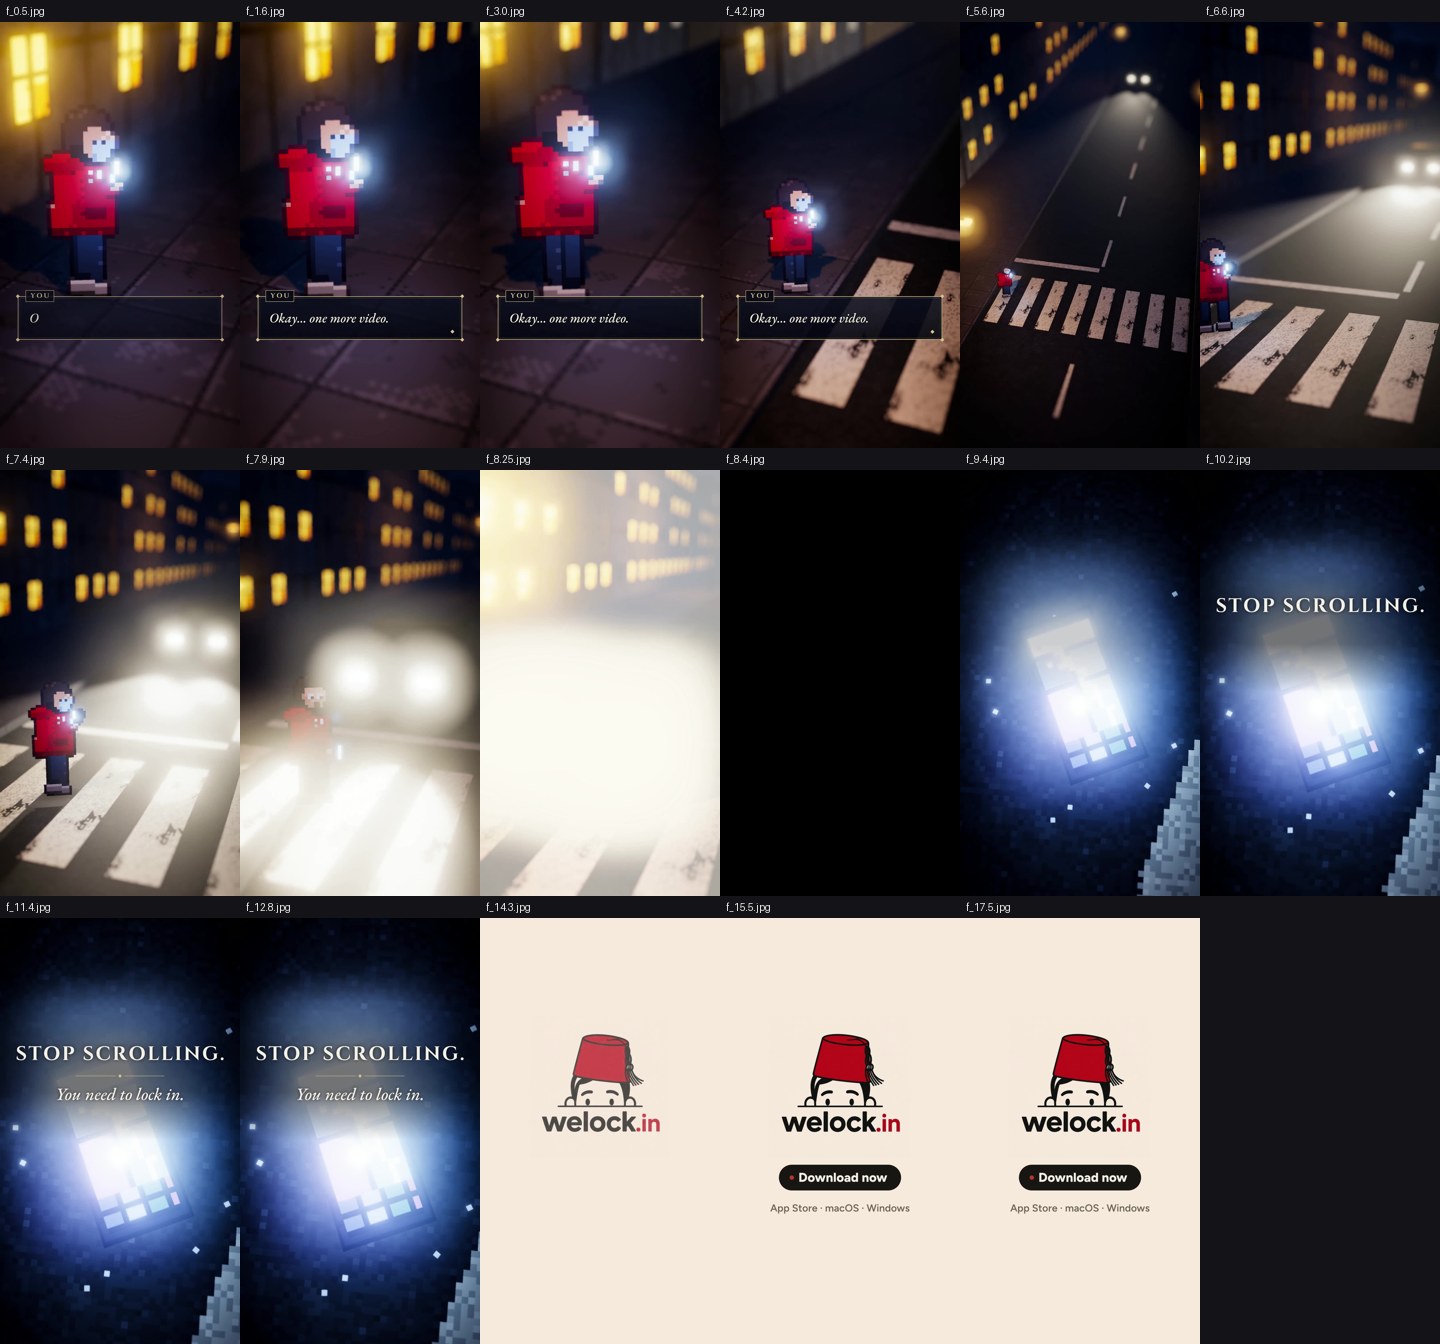 f_0.5.jpg
f_1.6.jpg
f_3.0.jpg
f_4.2.jpg
f_5.6.jpg
f_6.6.jpg
YOU
O
YOU
Okay... one more video.
YOU
Okay... one more video.
YOU
Okay... one more video.
f_7.4.jpg
f_7.9.jpg
f_8.25.jpg
f_8.4.jpg
f_9.4.jpg
f_10.2.jpg
STOP SCROLLING.
f_11.4.jpg
f_12.8.jpg
f_14.3.jpg
f_15.5.jpg
f_17.5.jpg
STOP SCROLLING.
You need to lock in.
STOP SCROLLING.
You need to lock in.
welock.in
welock.in
Download now
App Store · macOS · Windows
welock.in
Download now
App Store · macOS · Windows